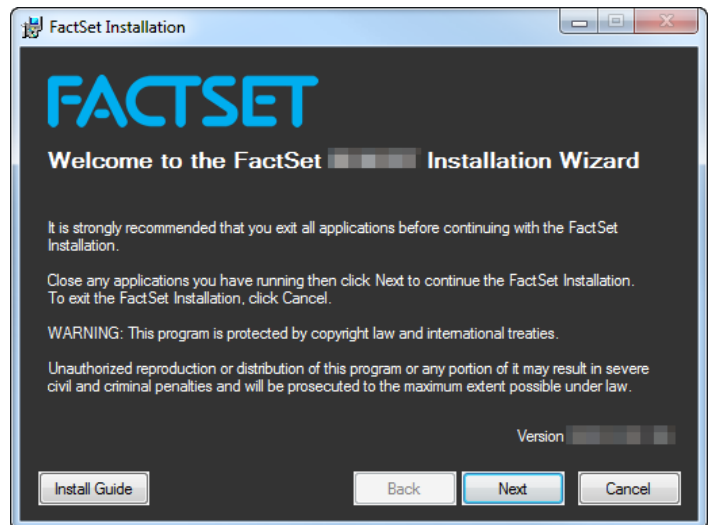 FactSet Installation
FACTSET
Welcome to the FactSet Installation Wizard
It is strongly recommended that you exit all applications before continuing with the FactSet
Installation.
Close any applications you have running then click Next to continue the FactSet Installation.
To exit the FactSet Installation, click Cancel.
WARNING: This program is protected by copyright law and international treaties.
Unauthorized reproduction or distribution of this program or any portion of it may result in severe
civil and criminal penalties and will be prosecuted to the maximum extent possible under law.
Version
Install Guide Back Next Cancel